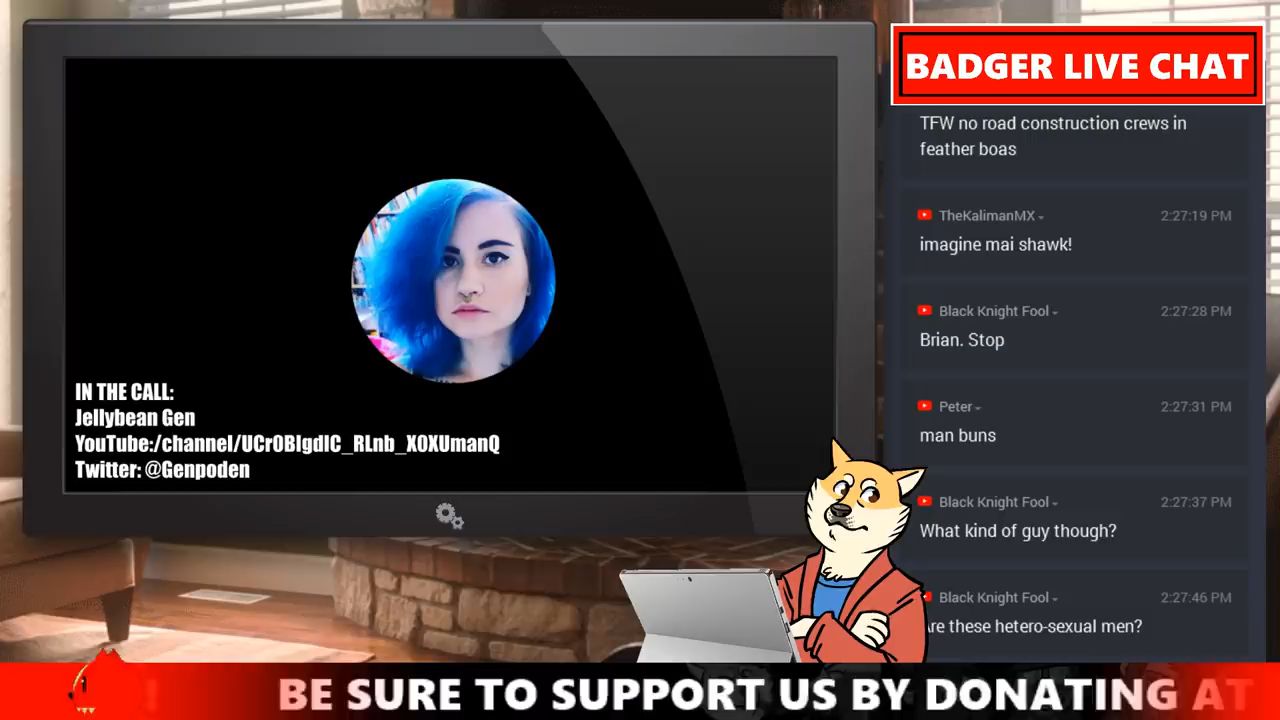 BADGER LIVE CHAT
TFW no road construction crews in
feather boas
TheKalimanMX 2:27:19 PM
imagine mai shawk!
Black Knight Fool 2:27:28 PM
Brian. Stop
Peter 2:27:31 PM
man buns
Black Knight Fool 2:27:37 PM
What kind of guy though?
Black Knight Fool 2:27:46 PM
Are these hetero-sexual men?
IN THE CALL:
Jellybean Gen
YouTube:/channel/UCrOBIgdIC_RLnb_XOXUmanQ
Twitter: @Genpoden
BE SURE TO SUPPORT US BY DONATING AT